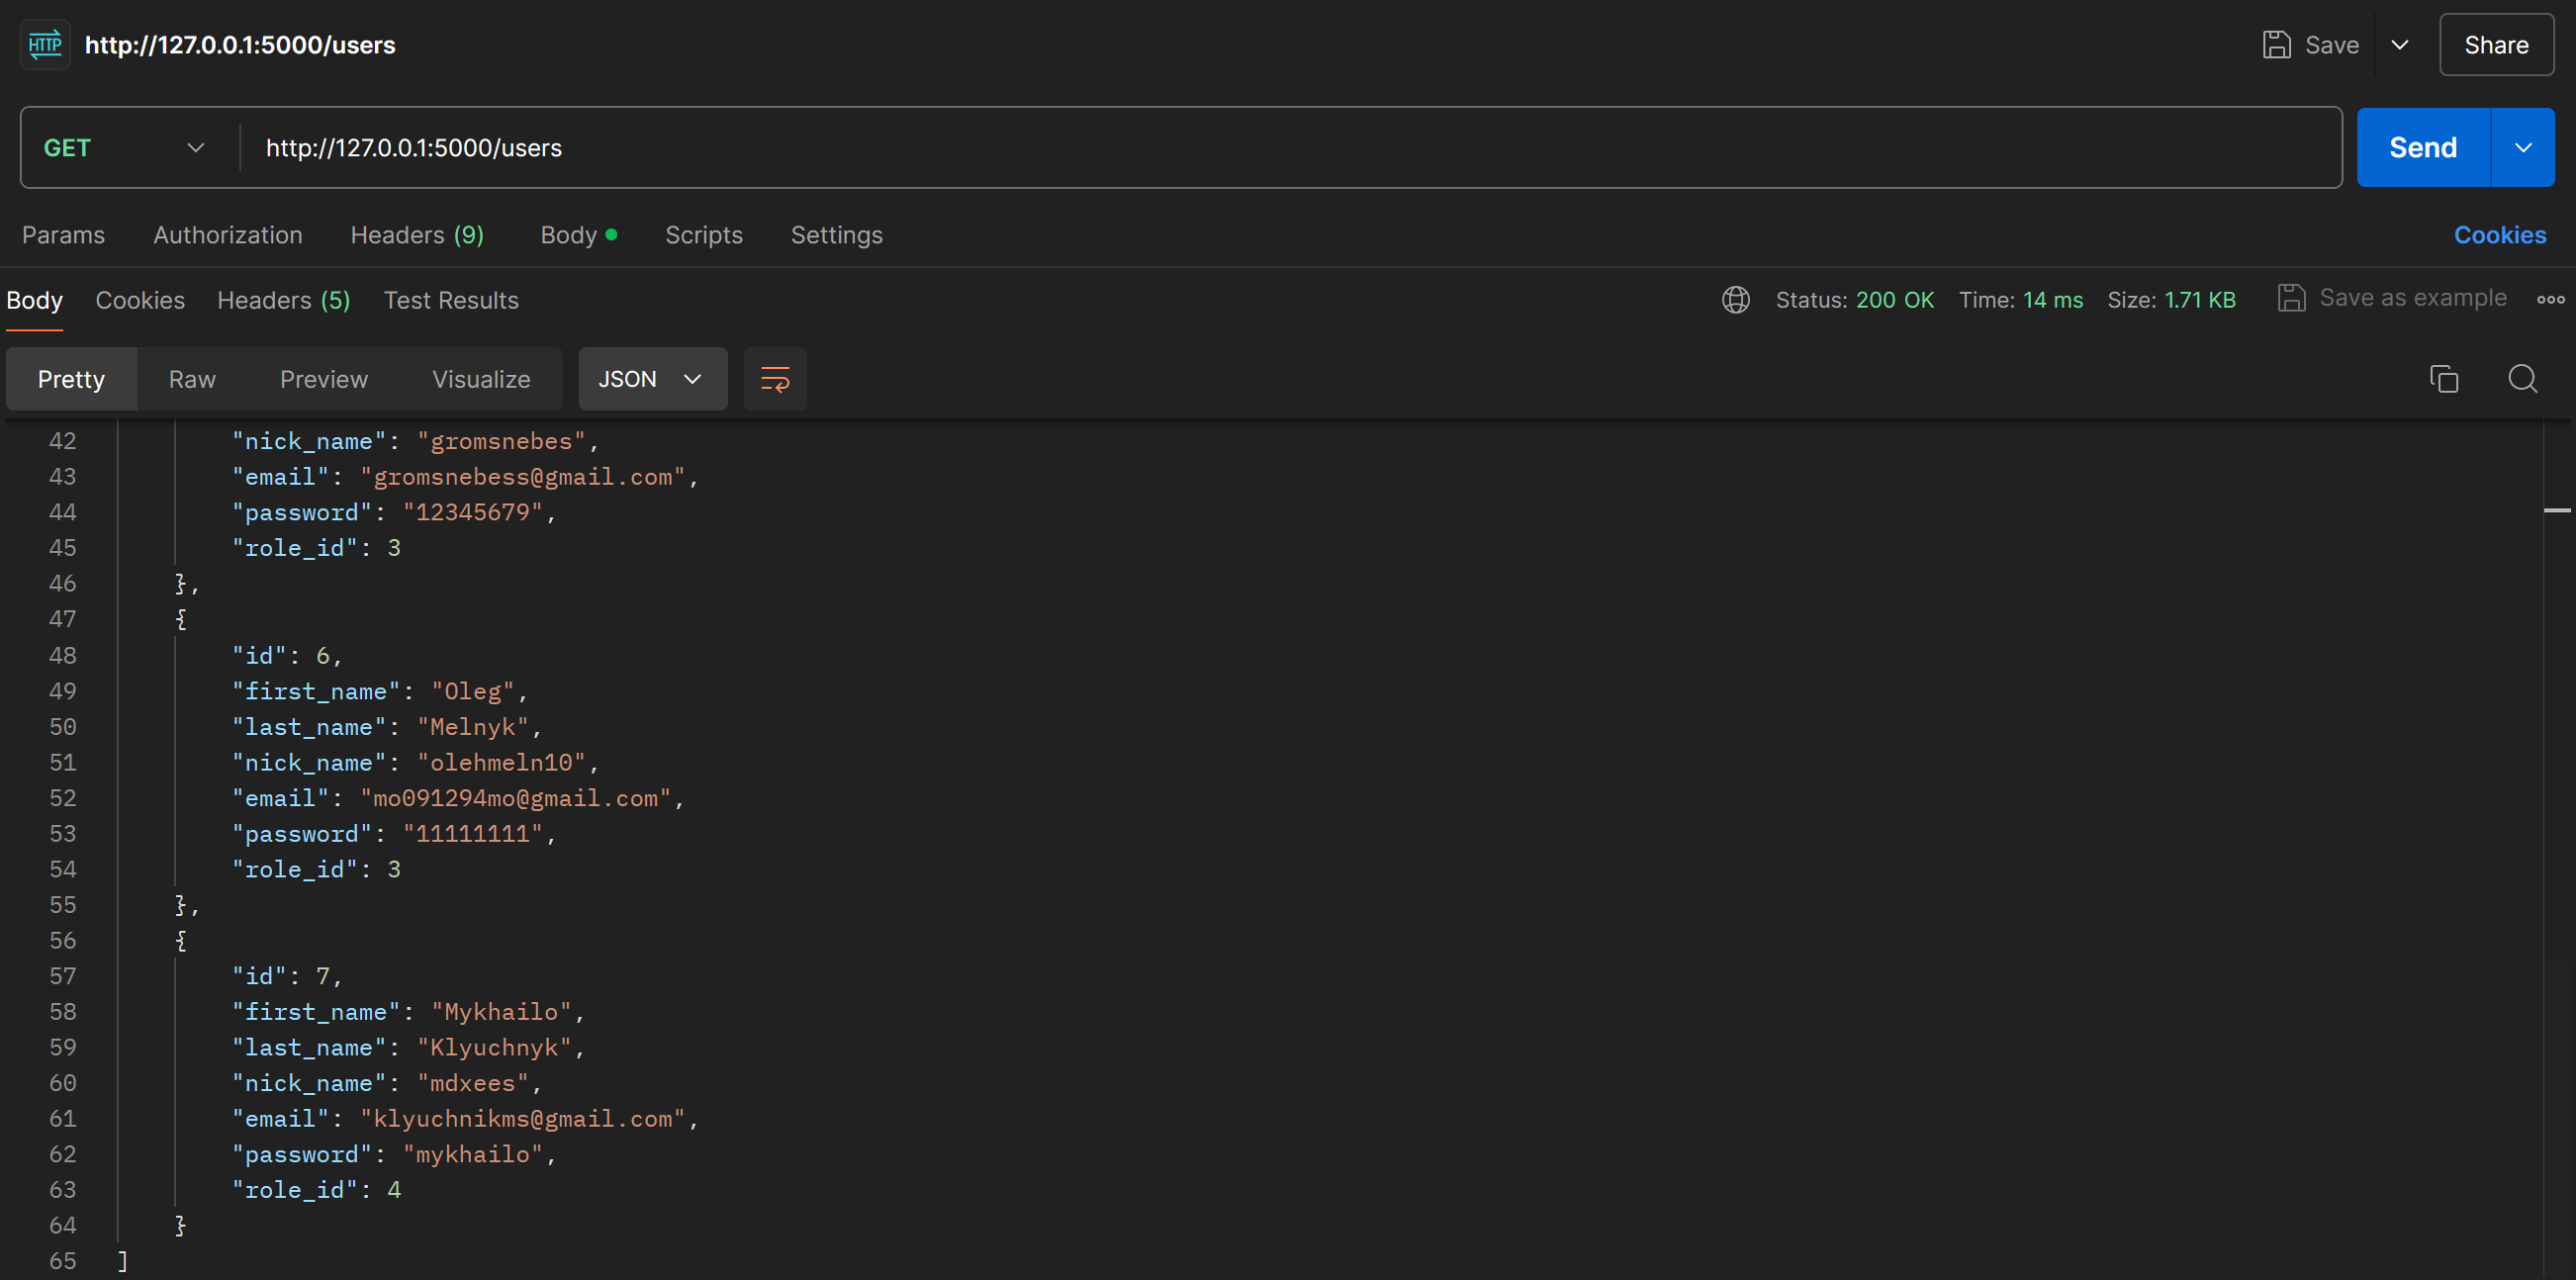 HTTP http://127.0.0.1:5000/users Save Share
GET http://127.0.0.1:5000/users Send
Params Authorization Headers (9) Body Scripts Settings Cookies
Body Cookies Headers (5) Test Results Status: 200 OK Time: 14 ms Size: 1.71 KB Save as example
Pretty Raw Preview Visualize JSON
42 "nick_name": "gromsnebes",
43 "email": "gromsnebess@gmail.com",
44 "password": "12345679",
45 "role_id": 3
46 },
47 {
48 "id": 6,
49 "first_name": "Oleg",
50 "last_name": "Melnyk",
51 "nick_name": "olehmeln10",
52 "email": "mo091294mo@gmail.com",
53 "password": "11111111",
54 "role_id": 3
55 },
56 {
57 "id": 7,
58 "first_name": "Mykhailo",
59 "last_name": "Klyuchnyk",
60 "nick_name": "mdxees",
61 "email": "klyuchnikms@gmail.com",
62 "password": "mykhailo",
63 "role_id": 4
64 }
65 ]